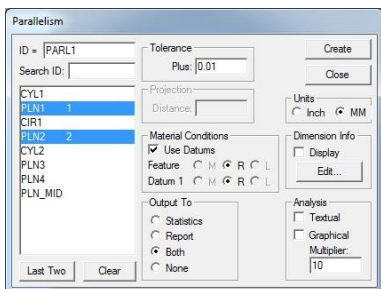 Parallelism
ID = PARL1
Search ID:
CYL1
PLN1 1
CIR1
PLN2 2
CYL2
PLN3
PLN4
PLN_MID
Last Two Clear
Tolerance
Plus: 0.01
Projection
Distance:
Material Conditions
Use Datums
Feature M R L
Datum 1 M R L
Output To
Statistics
Report
Both
None
Create
Close
Units
Inch MM
Dimension Info
Display
Edit...
Analysis
Textual
Graphical
Multiplier:
10